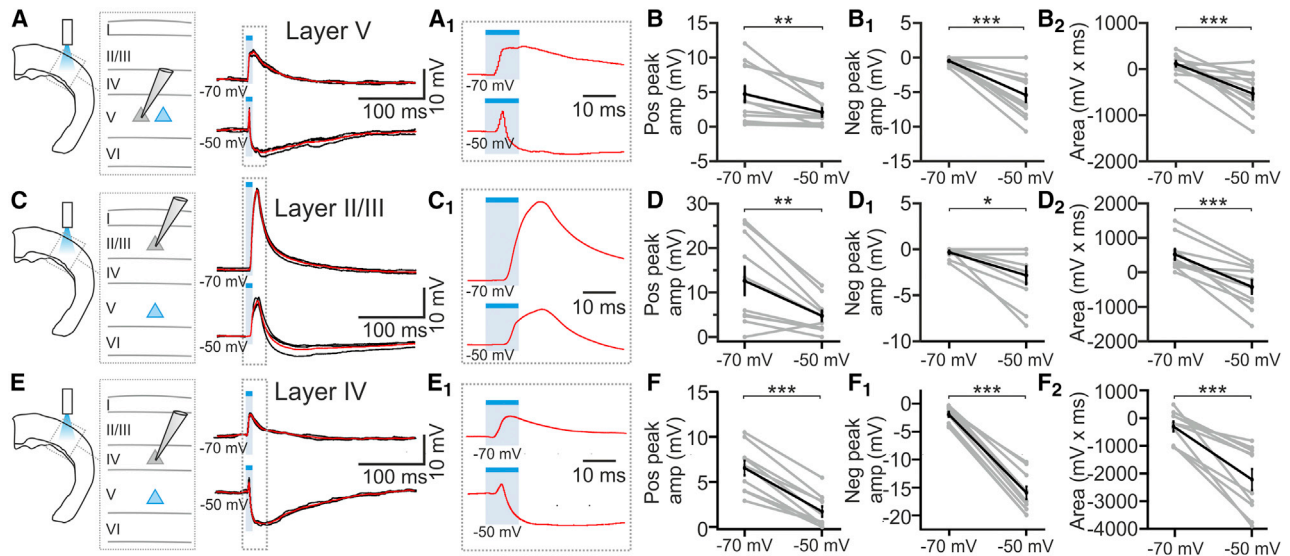 A
I
II/III
IV
V
VI
Layer V
-70 mV
-50 mV
100 ms
10 mV
A1
-70 mV
-50 mV
10 ms
B
**
Pos peak
amp (mV)
15
10
5
0
-5
-70 mV -50 mV
B1
***
Neg peak
amp (mV)
5
0
-5
-10
-15
-70 mV -50 mV
B2
***
Area (mV x ms)
1000
0
-1000
-2000
-70 mV -50 mV
C
I
II/III
IV
V
VI
Layer II/III
-70 mV
-50 mV
100 ms
10 mV
C1
-70 mV
-50 mV
10 ms
D
**
Pos peak
amp (mV)
30
20
10
0
-70 mV -50 mV
D1
*
Neg peak
amp (mV)
5
0
-5
-10
-70 mV -50 mV
D2
***
Area (mV x ms)
2000
1000
0
-1000
-2000
-70 mV -50 mV
E
I
II/III
IV
V
VI
Layer IV
-70 mV
-50 mV
100 ms
10 mV
E1
-70 mV
-50 mV
10 ms
F
***
Pos peak
amp (mV)
15
10
5
0
-70 mV -50 mV
F1
***
Neg peak
amp (mV)
0
-5
-10
-15
-20
-70 mV -50 mV
F2
***
Area (mV x ms)
1000
0
-1000
-2000
-3000
-4000
-70 mV -50 mV